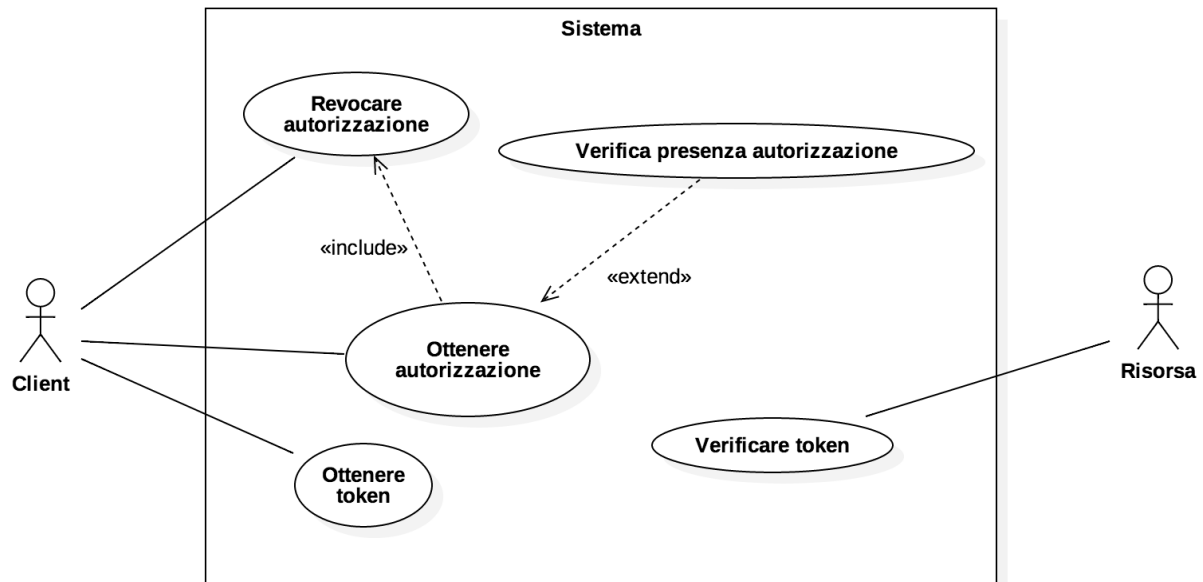 Sistema
Revocare
autorizzazione
Verifica presenza autorizzazione
«include»
«extend»
Ottenere
autorizzazione
Client
Risorsa
Verificare token
Ottenere
token